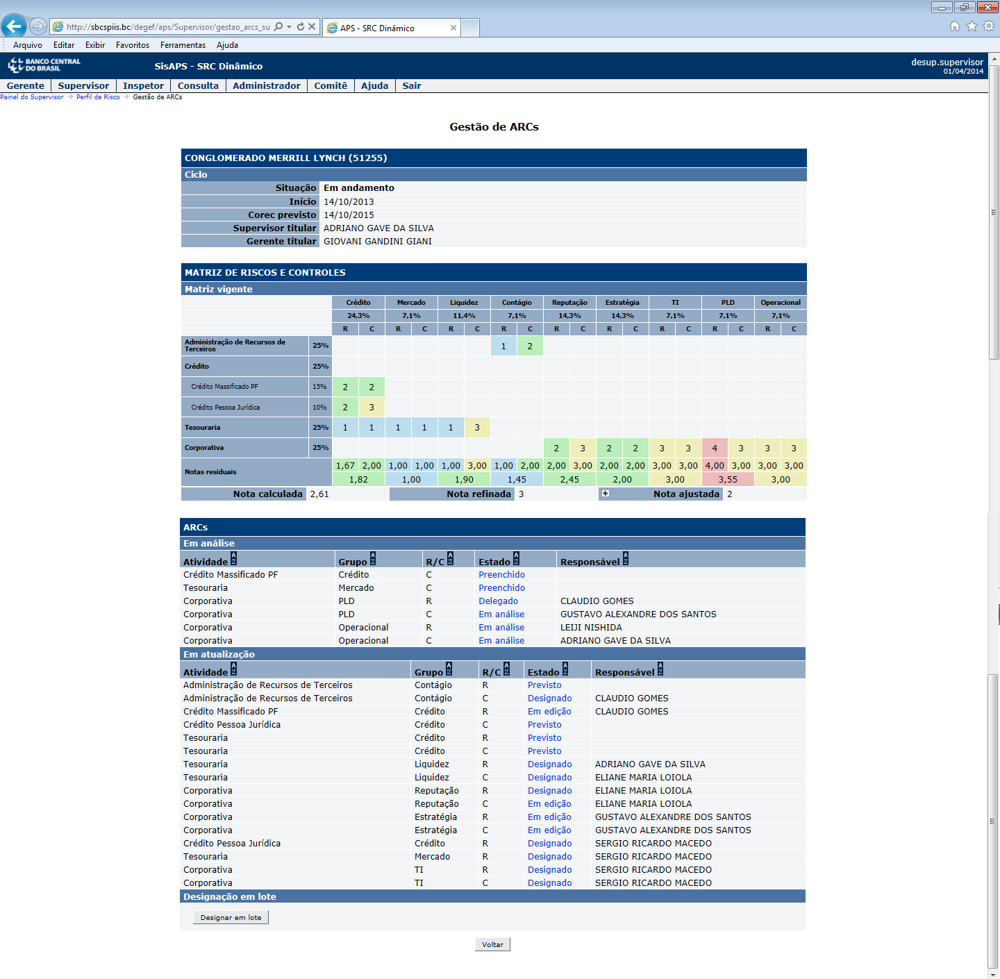 http://sbcspiis.bc/degef/aps/Supervisor/gestao_arcs_su
APS - SRC Dinâmico
Arquivo Editar Exibir Favoritos Ferramentas Ajuda
BANCO CENTRAL
DO BRASIL
SisAPS - SRC Dinâmico
desup.supervisor
01/04/2014
Gerente Supervisor Inspetor Consulta Administrador Comitê Ajuda Sair
Painel do Supervisor Perfil de Risco Gestão de ARCs
Gestão de ARCs
CONGLOMERADO MERRILL LYNCH (51255)
Ciclo
Situação Em andamento
Início 14/10/2013
Corec previsto 14/10/2015
Supervisor titular ADRIANO GAVE DA SILVA
Gerente titular GIOVANI GANDINI GIANI
MATRIZ DE RISCOS E CONTROLES
Matriz vigente
Crédito Mercado Liquidez Contágio Reputação Estratégia TI PLD Operacional
24,3% 7,1% 11,4% 7,1% 14,3% 14,3% 7,1% 7,1% 7,1%
R C R C R C R C R C R C R C R C R C
Administração de Recursos de
Terceiros 25% 1 2
Crédito 25%
Crédito Massificado PF 15% 2 2
Crédito Pessoa Jurídica 10% 2 3
Tesouraria 25% 1 1 1 1 1 3
Corporativa 25% 2 3 2 2 3 3 4 3 3 3
Notas residuais
1,67 2,00 1,00 1,00 1,00 3,00 1,00 2,00 2,00 3,00 2,00 2,00 3,00 3,00 4,00 3,00 3,00 3,00
1,82 1,00 1,90 1,45 2,45 2,00 3,00 3,55 3,00
Nota calculada 2,61 Nota refinada 3 Nota ajustada 2
ARCs
Em análise
Atividade Grupo R/C Estado Responsável
Crédito Massificado PF Crédito C Preenchido
Tesouraria Mercado C Preenchido
Corporativa PLD R Delegado CLAUDIO GOMES
Corporativa PLD C Em análise GUSTAVO ALEXANDRE DOS SANTOS
Corporativa Operacional R Em análise LEIJI NISHIDA
Corporativa Operacional C Em análise ADRIANO GAVE DA SILVA
Em atualização
Atividade Grupo R/C Estado Responsável
Administração de Recursos de Terceiros Contágio R Previsto
Administração de Recursos de Terceiros Contágio C Designado CLAUDIO GOMES
Crédito Massificado PF Crédito R Em edição CLAUDIO GOMES
Crédito Pessoa Jurídica Crédito C Previsto
Tesouraria Crédito R Previsto
Tesouraria Crédito C Previsto
Tesouraria Liquidez R Designado ADRIANO GAVE DA SILVA
Tesouraria Liquidez C Designado ELIANE MARIA LOIOLA
Corporativa Reputação R Designado ELIANE MARIA LOIOLA
Corporativa Reputação C Em edição ELIANE MARIA LOIOLA
Corporativa Estratégia R Em edição GUSTAVO ALEXANDRE DOS SANTOS
Corporativa Estratégia C Em edição GUSTAVO ALEXANDRE DOS SANTOS
Crédito Pessoa Jurídica Crédito R Designado SERGIO RICARDO MACEDO
Tesouraria Mercado R Designado SERGIO RICARDO MACEDO
Corporativa TI R Designado SERGIO RICARDO MACEDO
Corporativa TI C Designado SERGIO RICARDO MACEDO
Designação em lote
Designar em lote
Voltar